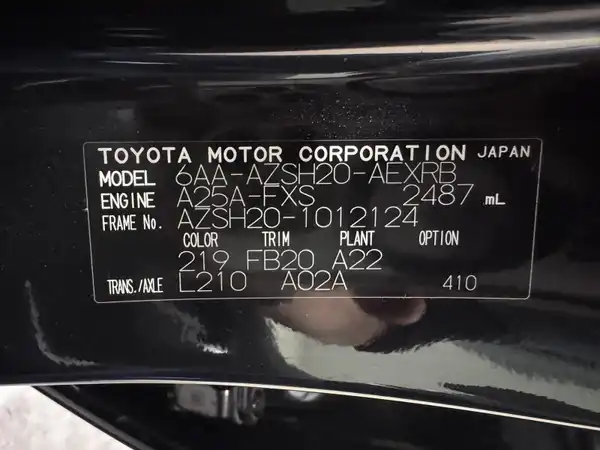 TOYOTA MOTOR CORPORATION JAPAN
MODEL 6AA-AZSH20-AEXRB
ENGINE A25A-FXS 2487 mL
FRAME No. AZSH20-1012124
COLOR TRIM PLANT OPTION
219 FB20 A22
TRANS./AXLE L210 A02A 410